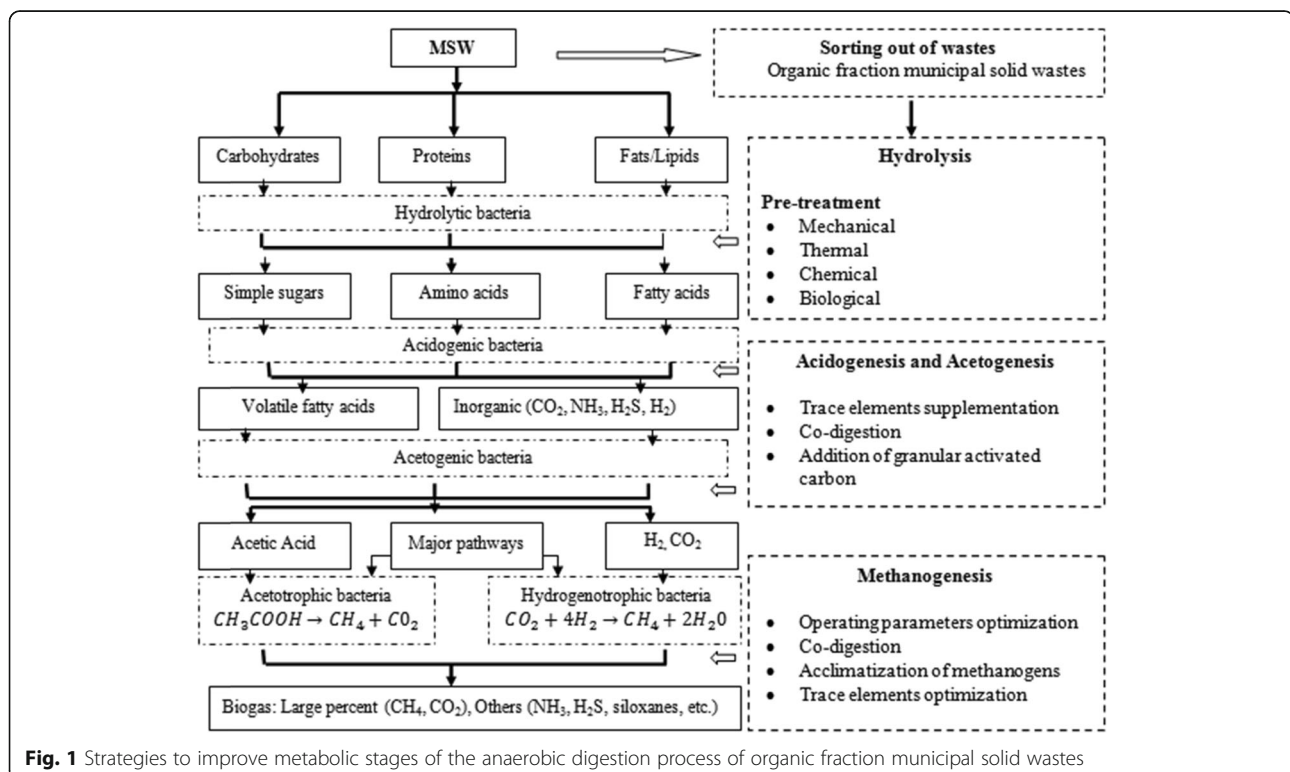 MSW
Sorting out of wastes
Organic fraction municipal solid wastes
Carbohydrates
Proteins
Fats/Lipids
Hydrolytic bacteria
Hydrolysis
Pre-treatment
• Mechanical
• Thermal
• Chemical
• Biological
Simple sugars
Amino acids
Fatty acids
Acidogenic bacteria
Acidogenesis and Acetogenesis
• Trace elements supplementation
• Co-digestion
• Addition of granular activated
carbon
Volatile fatty acids
Inorganic (CO₂, NH₃, H₂S, H₂)
Acetogenic bacteria
Acetic Acid
Major pathways
H₂, CO₂
Acetotrophic bacteria
CH₃COOH → CH₄ + CO₂
Hydrogenotrophic bacteria
CO₂ + 4H₂ → CH₄ + 2H₂O
Methanogenesis
• Operating parameters optimization
• Co-digestion
• Acclimatization of methanogens
• Trace elements optimization
Biogas: Large percent (CH₄, CO₂), Others (NH₃, H₂S, siloxanes, etc.)
Fig. 1 Strategies to improve metabolic stages of the anaerobic digestion process of organic fraction municipal solid wastes